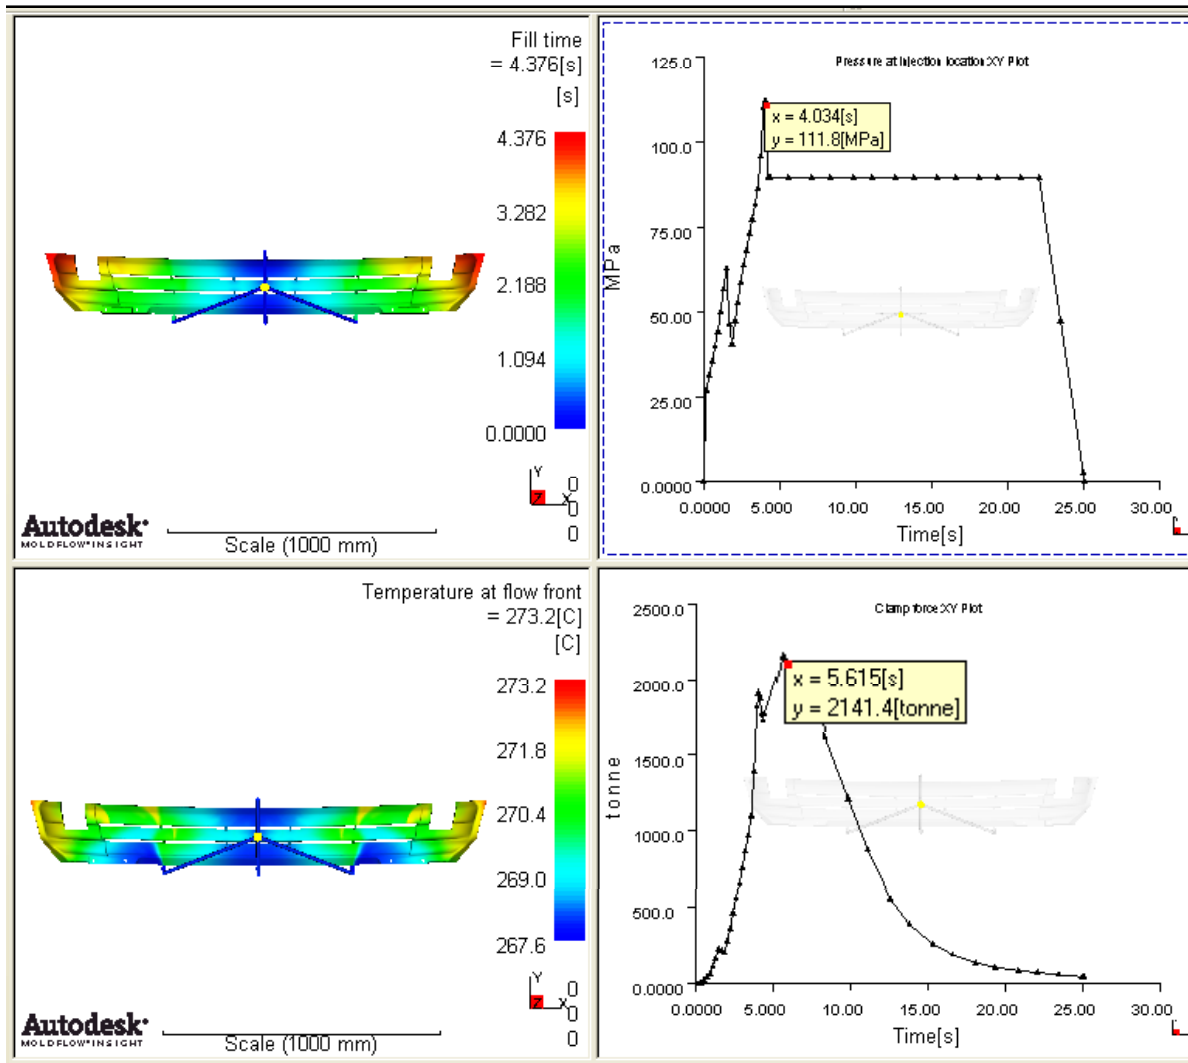 Fill time
= 4.376[s]
[s]
4.376
3.282
2.188
1.094
0.0000
Y
Z
X
0
0
0
Autodesk
MOLDFLOW INSIGHT
Scale (1000 mm)
Pressure at injection location:XY Plot
125.0
100.0
75.00
50.00
25.00
0.0000
MPa
x = 4.034[s]
y = 111.8[MPa]
0.0000 5.000 10.00 15.00 20.00 25.00 30.00
Time[s]
Temperature at flow front
= 273.2[C]
[C]
273.2
271.8
270.4
269.0
267.6
Y
Z
X
0
0
0
Autodesk
MOLDFLOW INSIGHT
Scale (1000 mm)
Clamp force:XY Plot
2500.0
2000.0
1500.0
1000.0
500.0
0.0000
tonne
x = 5.615[s]
y = 2141.4[tonne]
0.0000 5.000 10.00 15.00 20.00 25.00 30.00
Time[s]